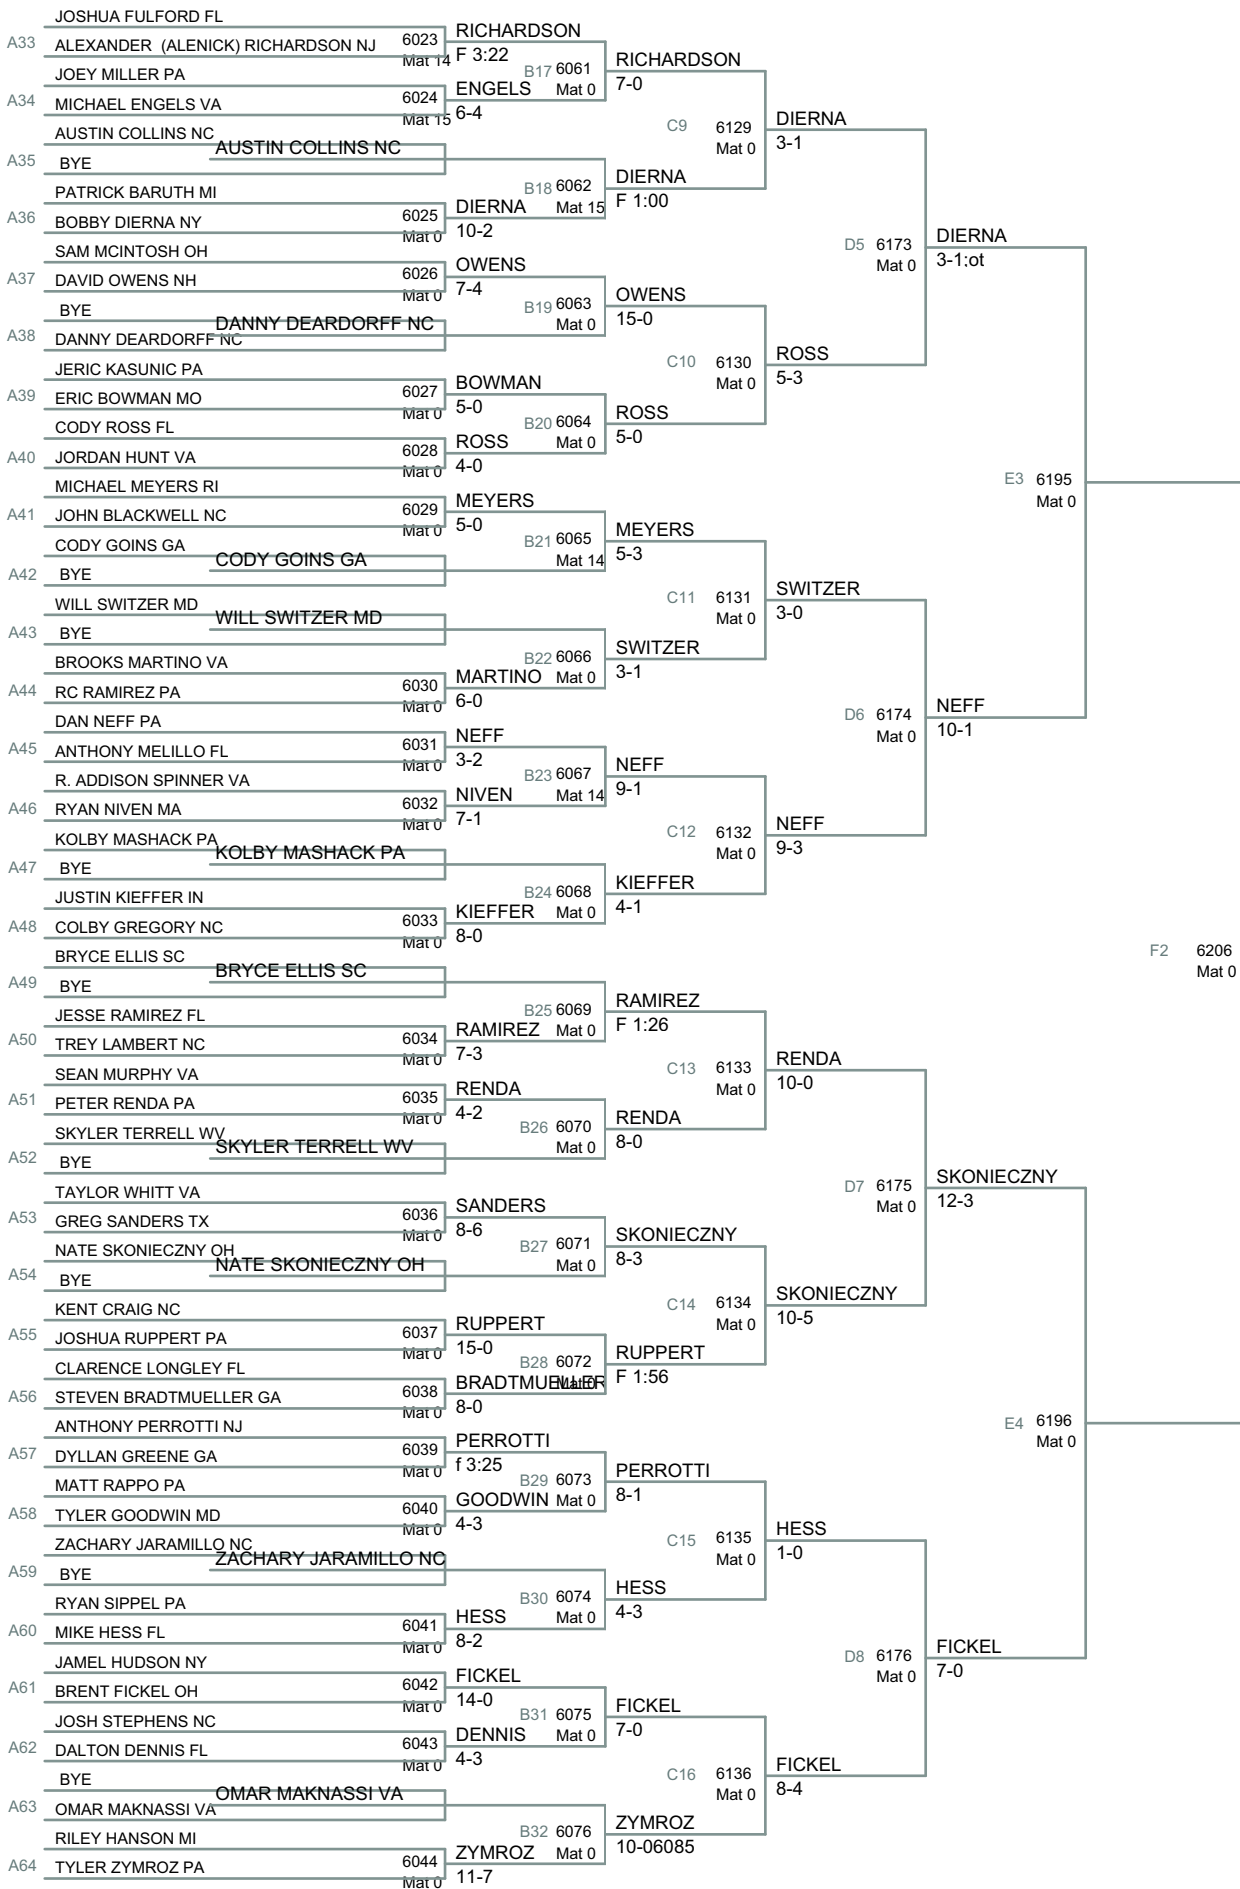 JOSHUA FULFORD FL
A33
ALEXANDER (ALENICK) RICHARDSON NJ
6023
Mat 14
RICHARDSON
F 3:22
JOEY MILLER PA
A34
MICHAEL ENGELS VA
6024
Mat 15
ENGELS
6-4
B17 6061
Mat 0
RICHARDSON
7-0
AUSTIN COLLINS NC
A35
BYE
AUSTIN COLLINS NC
PATRICK BARUTH MI
A36
BOBBY DIERNA NY
6025
Mat 0
DIERNA
10-2
B18 6062
Mat 15
DIERNA
F 1:00
C9 6129
Mat 0
DIERNA
3-1
SAM MCINTOSH OH
A37
DAVID OWENS NH
6026
Mat 0
OWENS
7-4
BYE
A38
DANNY DEARDORFF NC
DANNY DEARDORFF NC
B19 6063
Mat 0
OWENS
15-0
JERIC KASUNIC PA
A39
ERIC BOWMAN MO
6027
Mat 0
BOWMAN
5-0
CODY ROSS FL
A40
JORDAN HUNT VA
6028
Mat 0
ROSS
4-0
B20 6064
Mat 0
ROSS
5-0
C10 6130
Mat 0
ROSS
5-3
D5 6173
Mat 0
DIERNA
3-1;ot
MICHAEL MEYERS RI
A41
JOHN BLACKWELL NC
6029
Mat 0
MEYERS
5-0
CODY GOINS GA
A42
BYE
CODY GOINS GA
B21 6065
Mat 14
MEYERS
5-3
WILL SWITZER MD
A43
BYE
WILL SWITZER MD
BROOKS MARTINO VA
A44
RC RAMIREZ PA
6030
Mat 0
MARTINO
6-0
B22 6066
Mat 0
SWITZER
3-1
C11 6131
Mat 0
SWITZER
3-0
DAN NEFF PA
A45
ANTHONY MELILLO FL
6031
Mat 0
NEFF
3-2
R. ADDISON SPINNER VA
A46
RYAN NIVEN MA
6032
Mat 0
NIVEN
7-1
B23 6067
Mat 14
NEFF
9-1
KOLBY MASHACK PA
A47
BYE
KOLBY MASHACK PA
JUSTIN KIEFFER IN
A48
COLBY GREGORY NC
6033
Mat 0
KIEFFER
8-0
B24 6068
Mat 0
KIEFFER
4-1
C12 6132
Mat 0
NEFF
9-3
D6 6174
Mat 0
NEFF
10-1
E3 6195
Mat 0
F2 6206
Mat 0
BRYCE ELLIS SC
A49
BYE
BRYCE ELLIS SC
JESSE RAMIREZ FL
A50
TREY LAMBERT NC
6034
Mat 0
RAMIREZ
7-3
B25 6069
Mat 0
RAMIREZ
F 1:26
SEAN MURPHY VA
A51
PETER RENDA PA
6035
Mat 0
RENDA
4-2
SKYLER TERRELL WV
A52
BYE
SKYLER TERRELL WV
B26 6070
Mat 0
RENDA
8-0
C13 6133
Mat 0
RENDA
10-0
TAYLOR WHITT VA
A53
GREG SANDERS TX
6036
Mat 0
SANDERS
8-6
NATE SKONIECZNY OH
A54
BYE
NATE SKONIECZNY OH
B27 6071
Mat 0
SKONIECZNY
8-3
KENT CRAIG NC
A55
JOSHUA RUPPERT PA
6037
Mat 0
RUPPERT
15-0
CLARENCE LONGLEY FL
A56
STEVEN BRADTMUELLER GA
6038
Mat 0
BRADTMUELLER
8-0
B28 6072
Mat 0
RUPPERT
F 1:56
C14 6134
Mat 0
SKONIECZNY
10-5
D7 6175
Mat 0
SKONIECZNY
12-3
ANTHONY PERROTTI NJ
A57
DYLLAN GREENE GA
6039
Mat 0
PERROTTI
f 3:25
MATT RAPPO PA
A58
TYLER GOODWIN MD
6040
Mat 0
GOODWIN
4-3
B29 6073
Mat 0
PERROTTI
8-1
ZACHARY JARAMILLO NC
A59
BYE
ZACHARY JARAMILLO NC
RYAN SIPPEL PA
A60
MIKE HESS FL
6041
Mat 0
HESS
8-2
B30 6074
Mat 0
HESS
4-3
C15 6135
Mat 0
HESS
1-0
JAMEL HUDSON NY
A61
BRENT FICKEL OH
6042
Mat 0
FICKEL
14-0
JOSH STEPHENS NC
A62
DALTON DENNIS FL
6043
Mat 0
DENNIS
4-3
B31 6075
Mat 0
FICKEL
7-0
BYE
A63
OMAR MAKNASSI VA
OMAR MAKNASSI VA
RILEY HANSON MI
A64
TYLER ZYMROZ PA
6044
Mat 0
ZYMROZ
11-7
B32 6076
Mat 0
ZYMROZ
10-06085
C16 6136
Mat 0
FICKEL
8-4
D8 6176
Mat 0
FICKEL
7-0
E4 6196
Mat 0